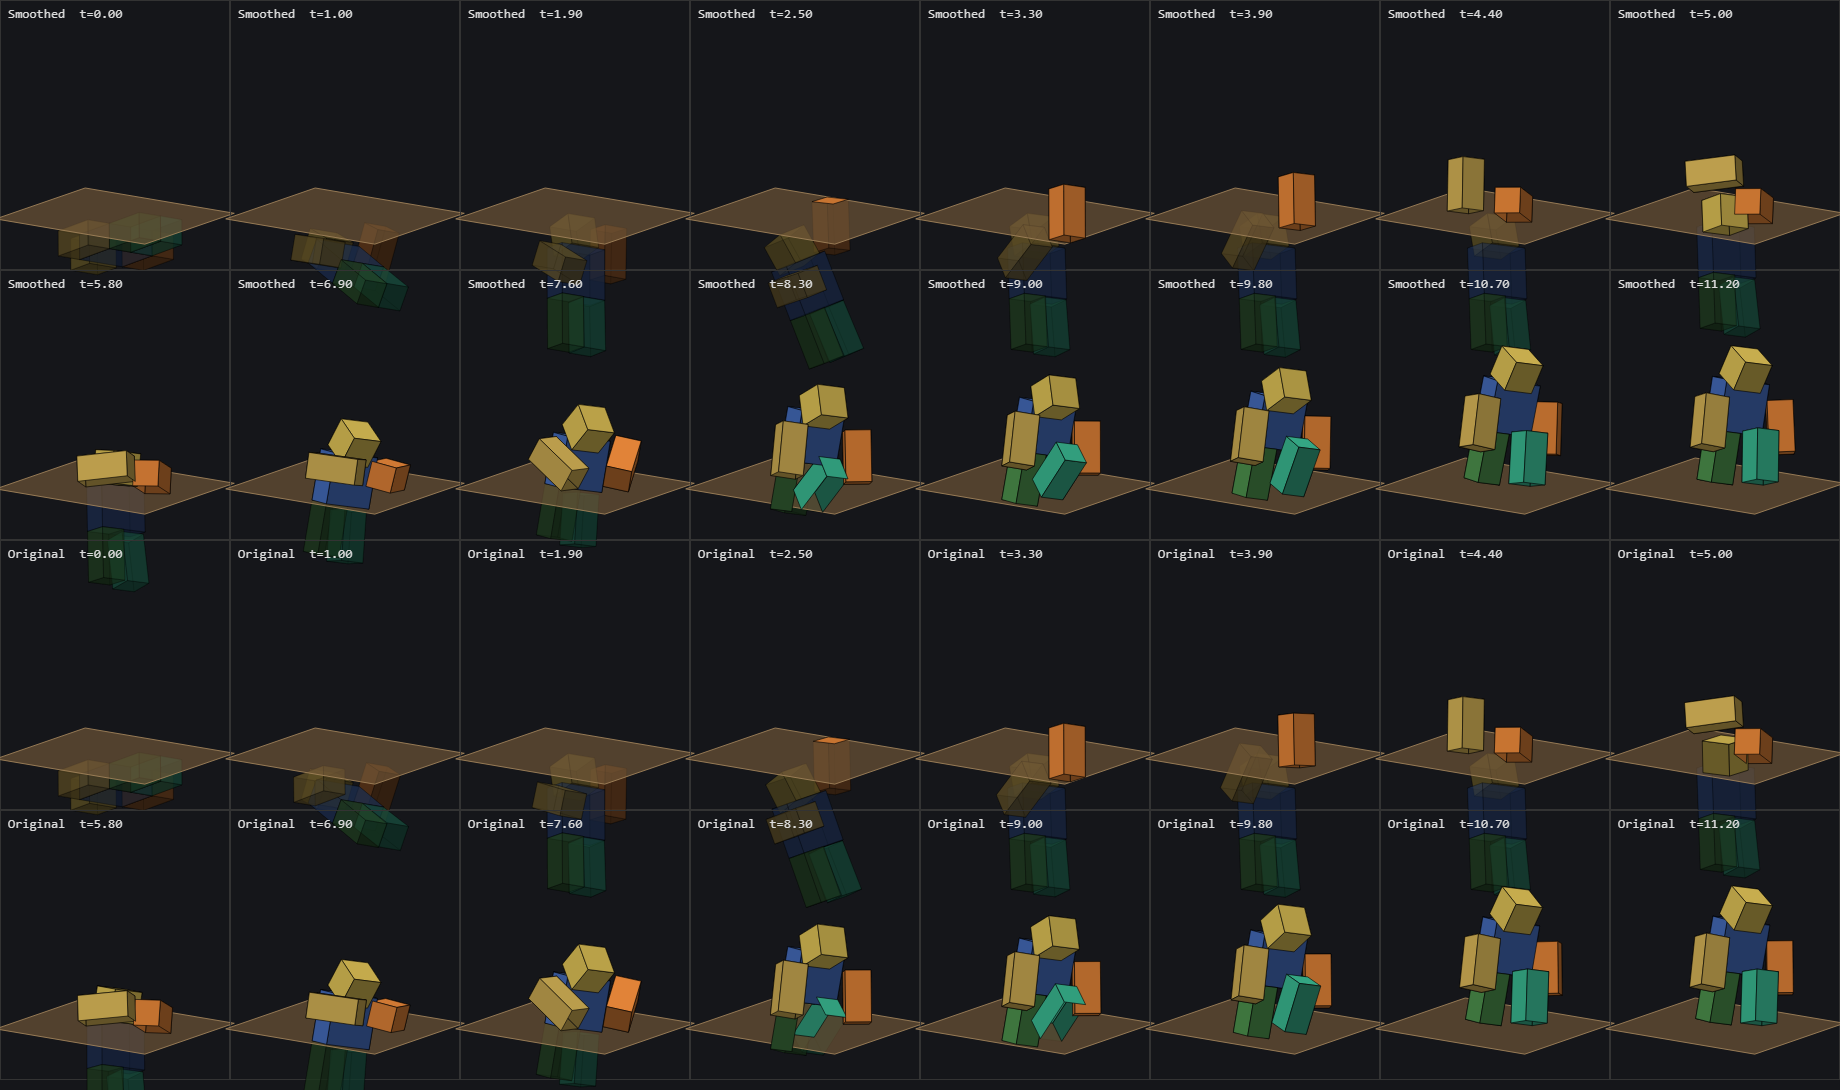 Smoothed t=0.00
Smoothed t=1.00
Smoothed t=1.90
Smoothed t=2.50
Smoothed t=3.30
Smoothed t=3.90
Smoothed t=4.40
Smoothed t=5.00
Smoothed t=5.80
Smoothed t=6.90
Smoothed t=7.60
Smoothed t=8.30
Smoothed t=9.00
Smoothed t=9.80
Smoothed t=10.70
Smoothed t=11.20
Original t=0.00
Original t=1.00
Original t=1.90
Original t=2.50
Original t=3.30
Original t=3.90
Original t=4.40
Original t=5.00
Original t=5.80
Original t=6.90
Original t=7.60
Original t=8.30
Original t=9.00
Original t=9.80
Original t=10.70
Original t=11.20